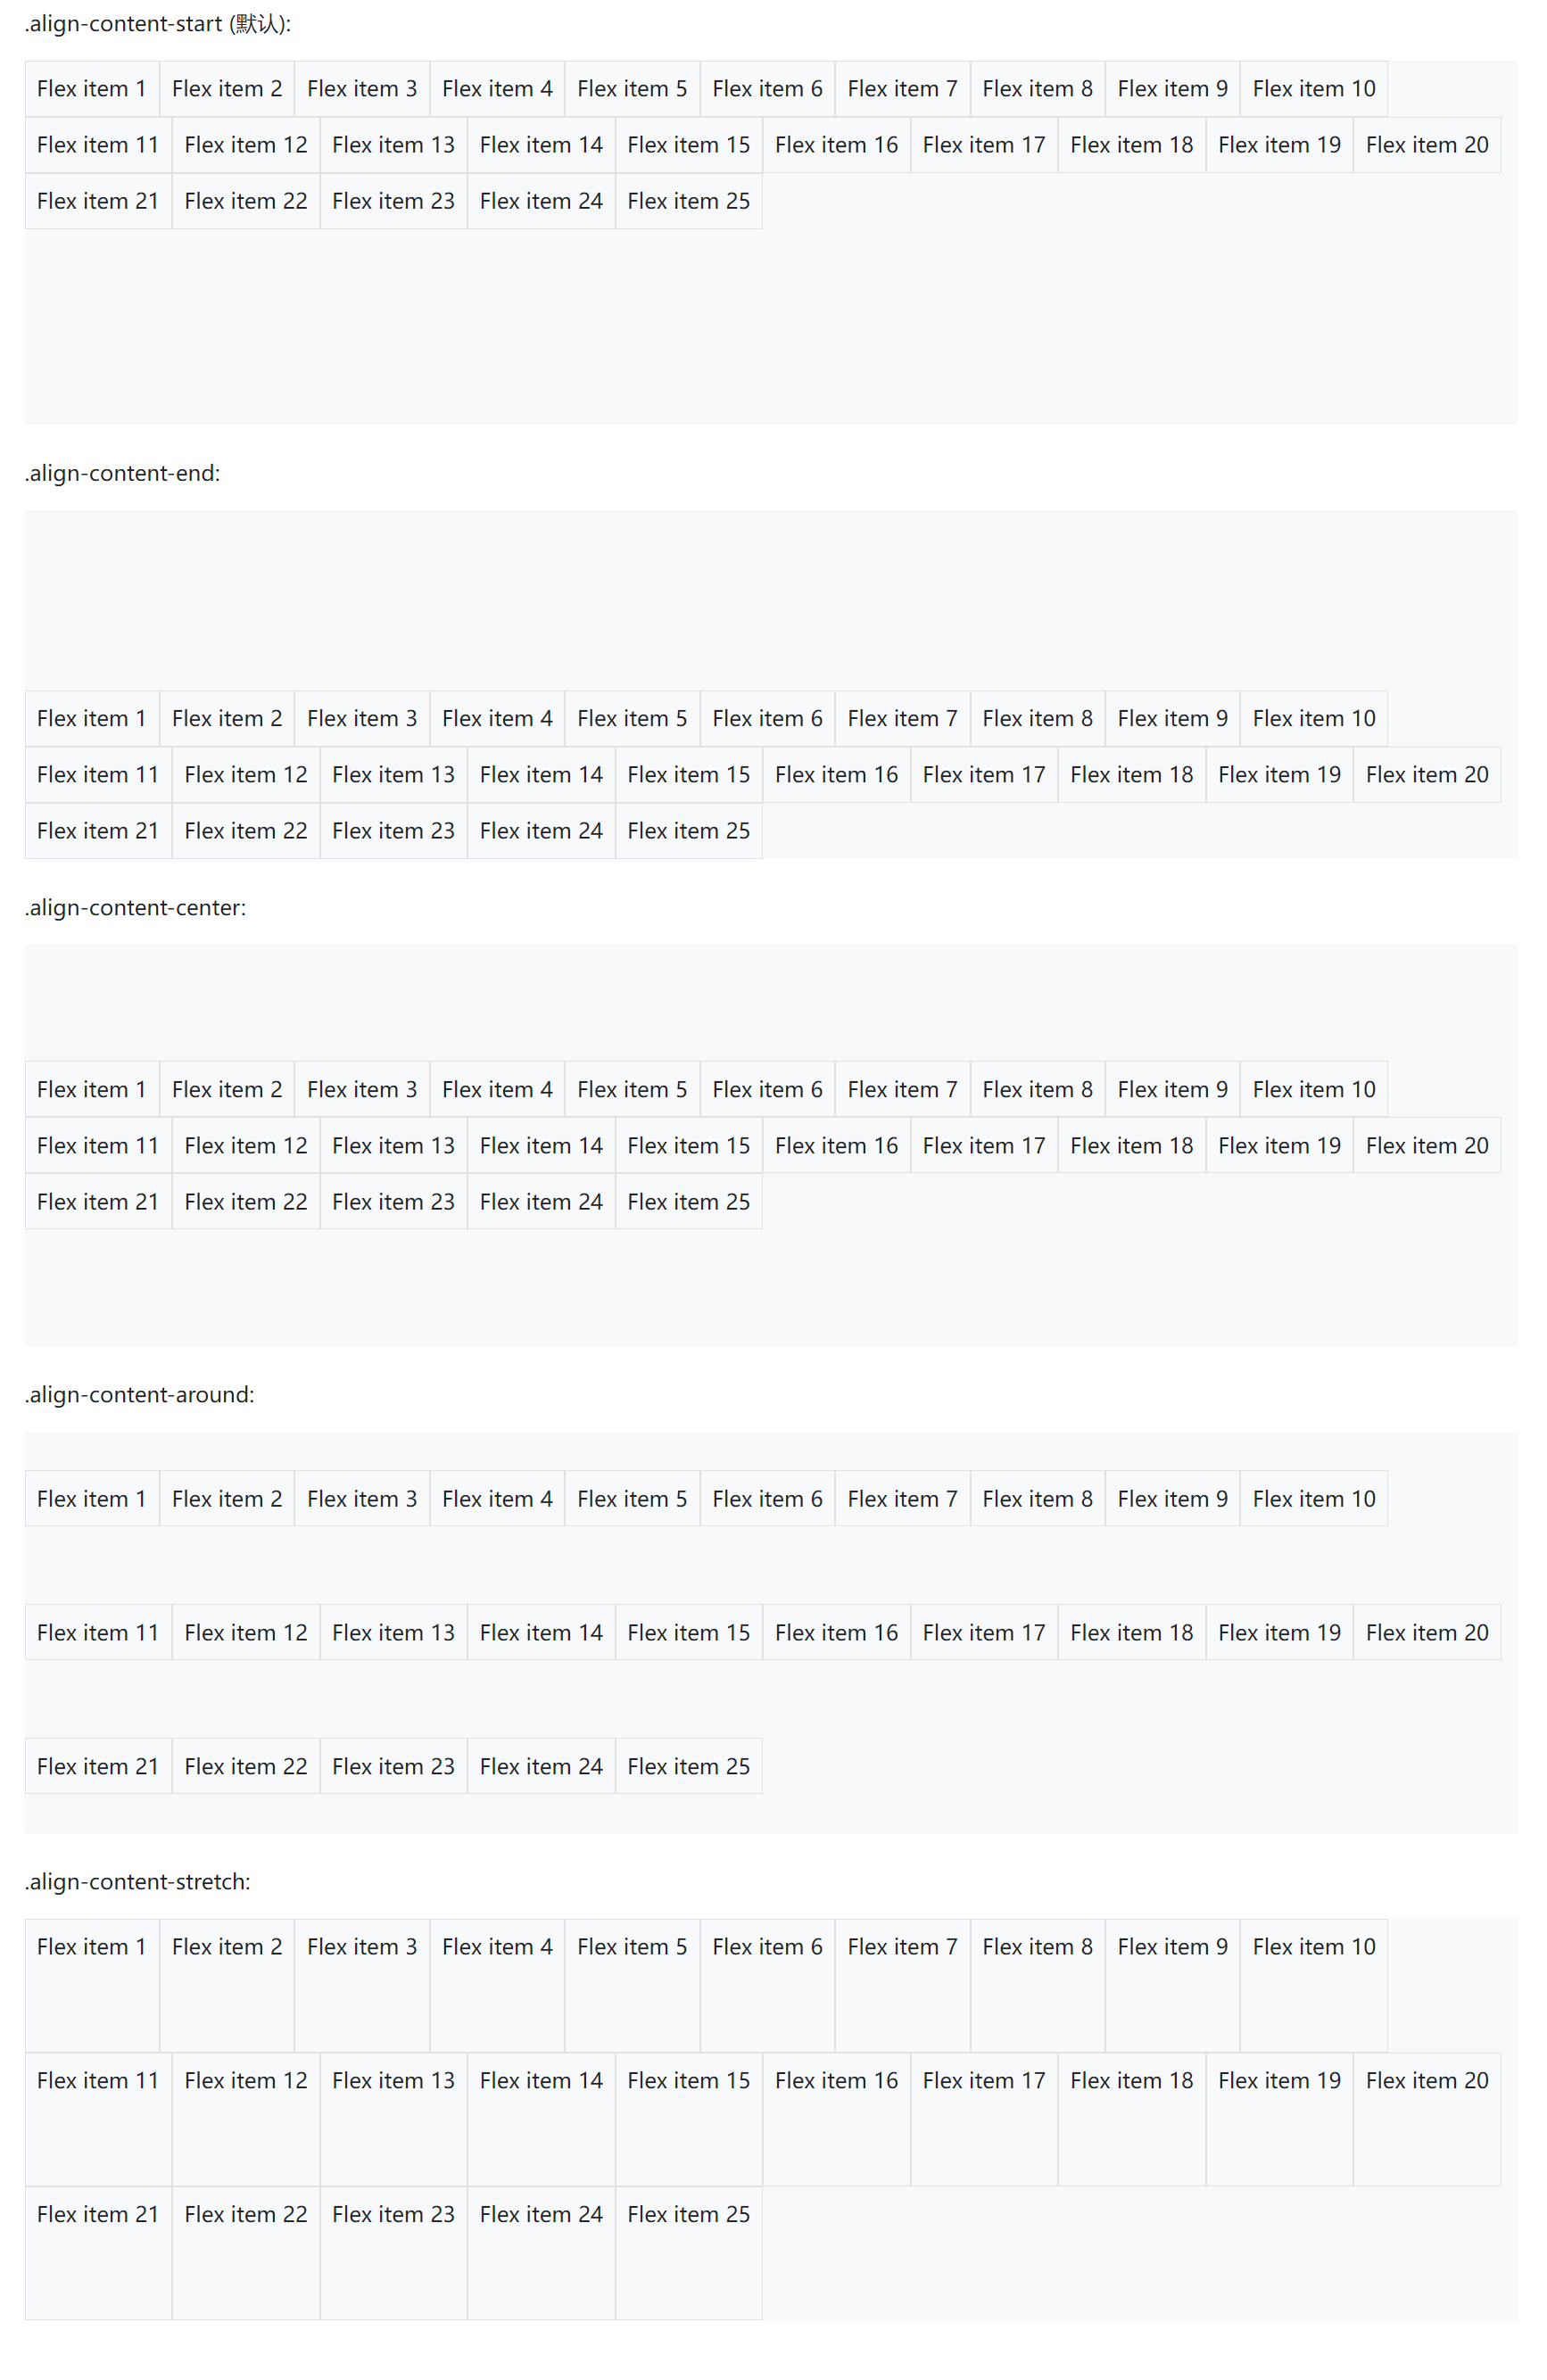 .align-content-start (默认):
Flex item 1 Flex item 2 Flex item 3 Flex item 4 Flex item 5 Flex item 6 Flex item 7 Flex item 8 Flex item 9 Flex item 10
Flex item 11 Flex item 12 Flex item 13 Flex item 14 Flex item 15 Flex item 16 Flex item 17 Flex item 18 Flex item 19 Flex item 20
Flex item 21 Flex item 22 Flex item 23 Flex item 24 Flex item 25
.align-content-end:
Flex item 1 Flex item 2 Flex item 3 Flex item 4 Flex item 5 Flex item 6 Flex item 7 Flex item 8 Flex item 9 Flex item 10
Flex item 11 Flex item 12 Flex item 13 Flex item 14 Flex item 15 Flex item 16 Flex item 17 Flex item 18 Flex item 19 Flex item 20
Flex item 21 Flex item 22 Flex item 23 Flex item 24 Flex item 25
.align-content-center:
Flex item 1 Flex item 2 Flex item 3 Flex item 4 Flex item 5 Flex item 6 Flex item 7 Flex item 8 Flex item 9 Flex item 10
Flex item 11 Flex item 12 Flex item 13 Flex item 14 Flex item 15 Flex item 16 Flex item 17 Flex item 18 Flex item 19 Flex item 20
Flex item 21 Flex item 22 Flex item 23 Flex item 24 Flex item 25
.align-content-around:
Flex item 1 Flex item 2 Flex item 3 Flex item 4 Flex item 5 Flex item 6 Flex item 7 Flex item 8 Flex item 9 Flex item 10
Flex item 11 Flex item 12 Flex item 13 Flex item 14 Flex item 15 Flex item 16 Flex item 17 Flex item 18 Flex item 19 Flex item 20
Flex item 21 Flex item 22 Flex item 23 Flex item 24 Flex item 25
.align-content-stretch:
Flex item 1 Flex item 2 Flex item 3 Flex item 4 Flex item 5 Flex item 6 Flex item 7 Flex item 8 Flex item 9 Flex item 10
Flex item 11 Flex item 12 Flex item 13 Flex item 14 Flex item 15 Flex item 16 Flex item 17 Flex item 18 Flex item 19 Flex item 20
Flex item 21 Flex item 22 Flex item 23 Flex item 24 Flex item 25